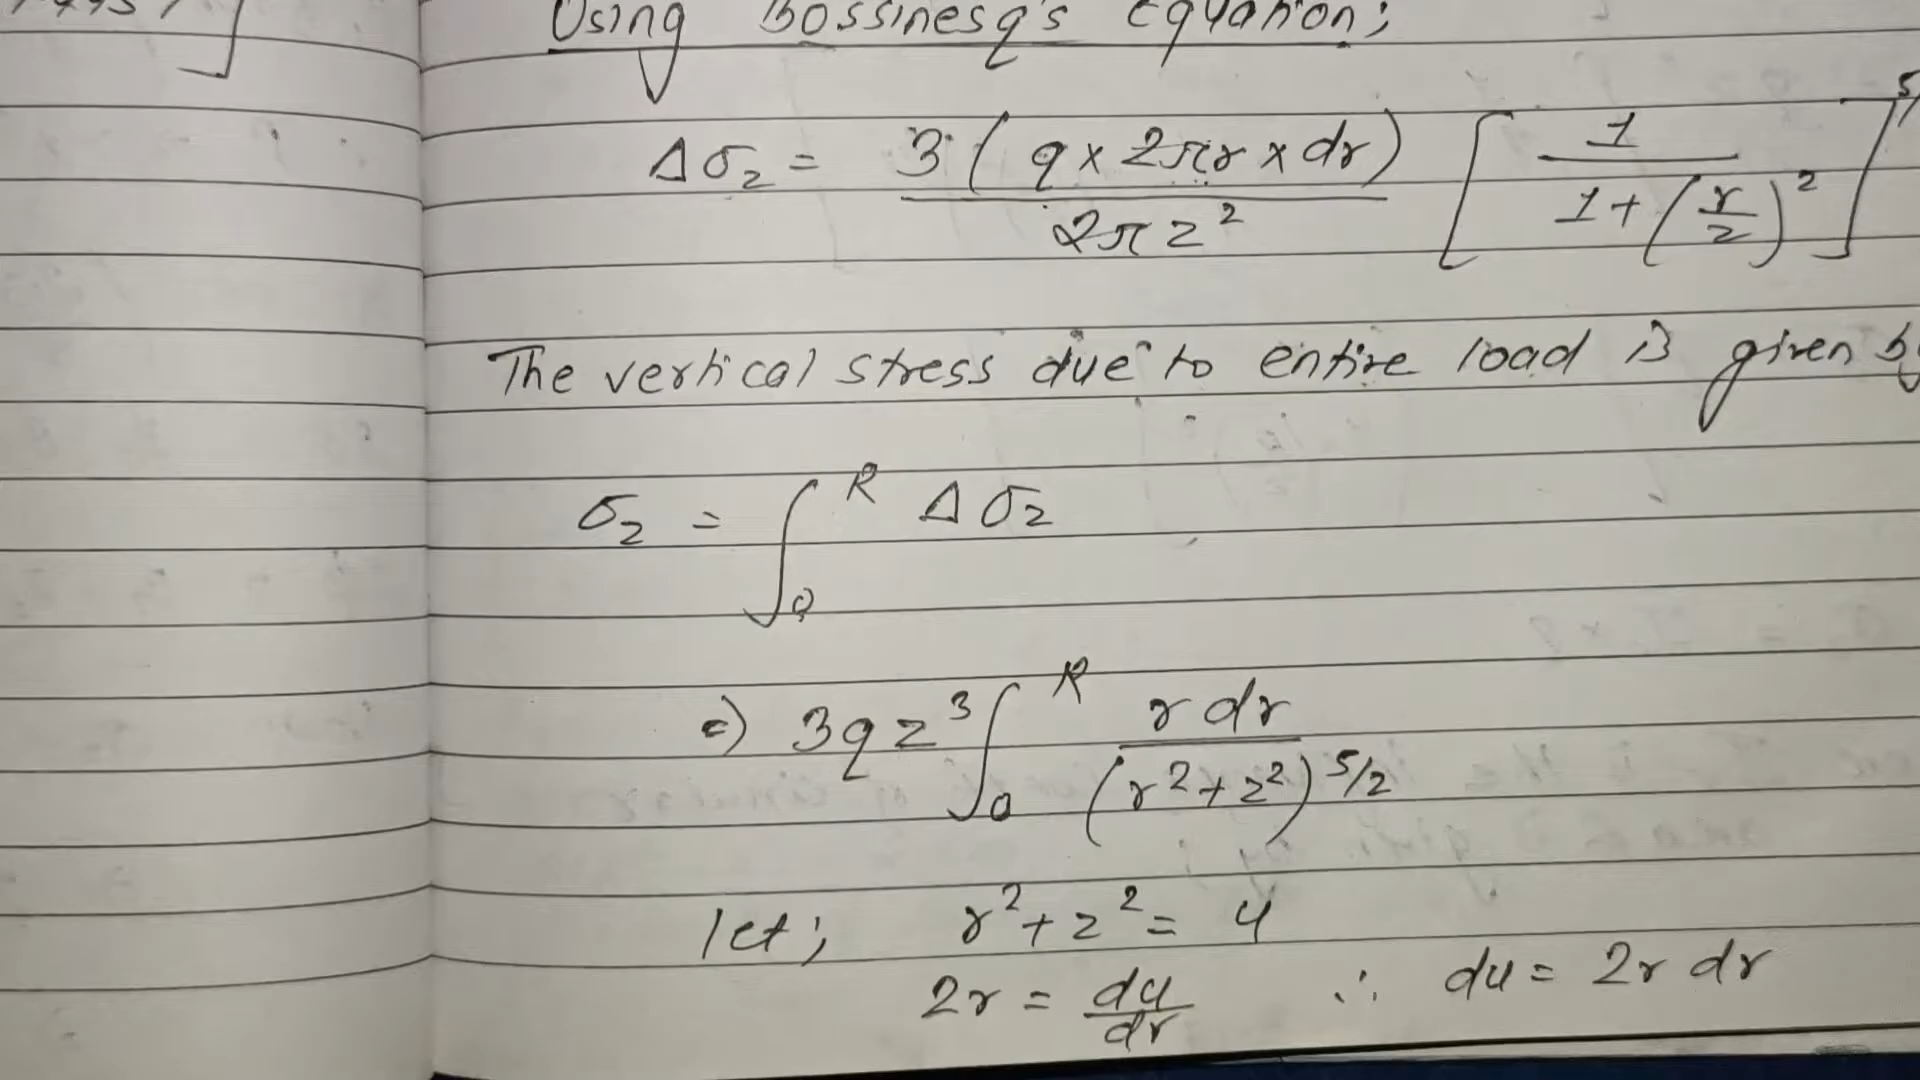 Using Bossinesq's Equation;
Δσz = 3(q x 2πr x dr) / 2πz² [1 / 1+(r/z)²]^5/
The vertical stress due to entire load is given by
σz = ∫₀^R Δσz
=) 3qz³ ∫₀^R r dr / (r²+z²)^5/2
let; r²+z² = u
2r = du/dr ∴ du = 2r dr